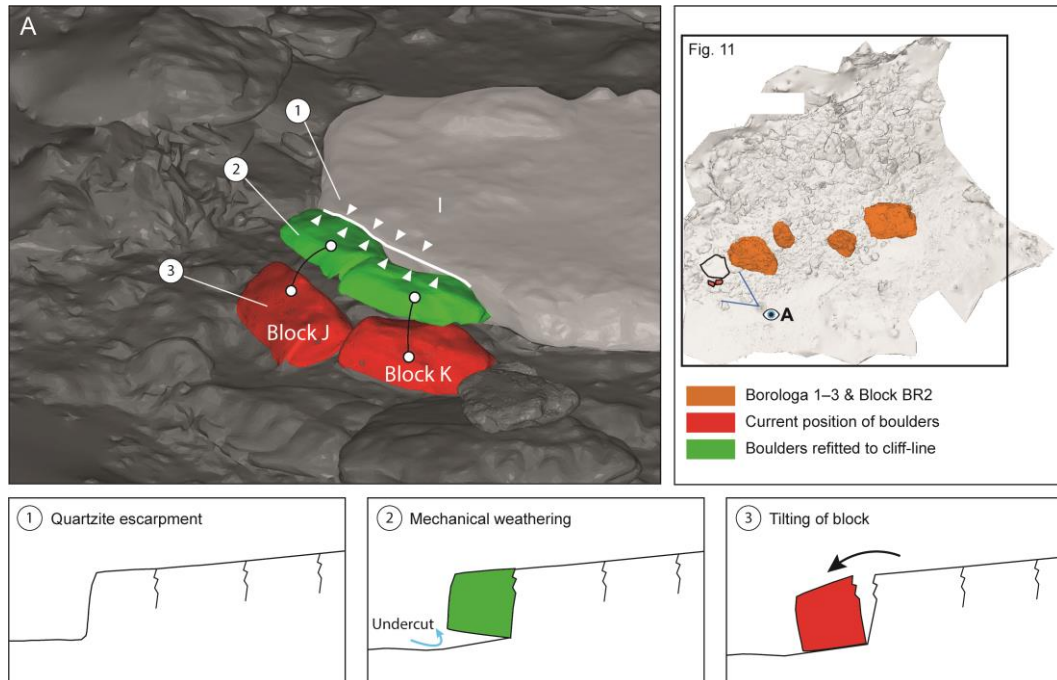 A
1
2
3
I
Block J
Block K
Fig. 11
A
Borologa 1–3 & Block BR2
Current position of boulders
Boulders refitted to cliff-line
1 Quartzite escarpment
2 Mechanical weathering
Undercut
3 Tilting of block